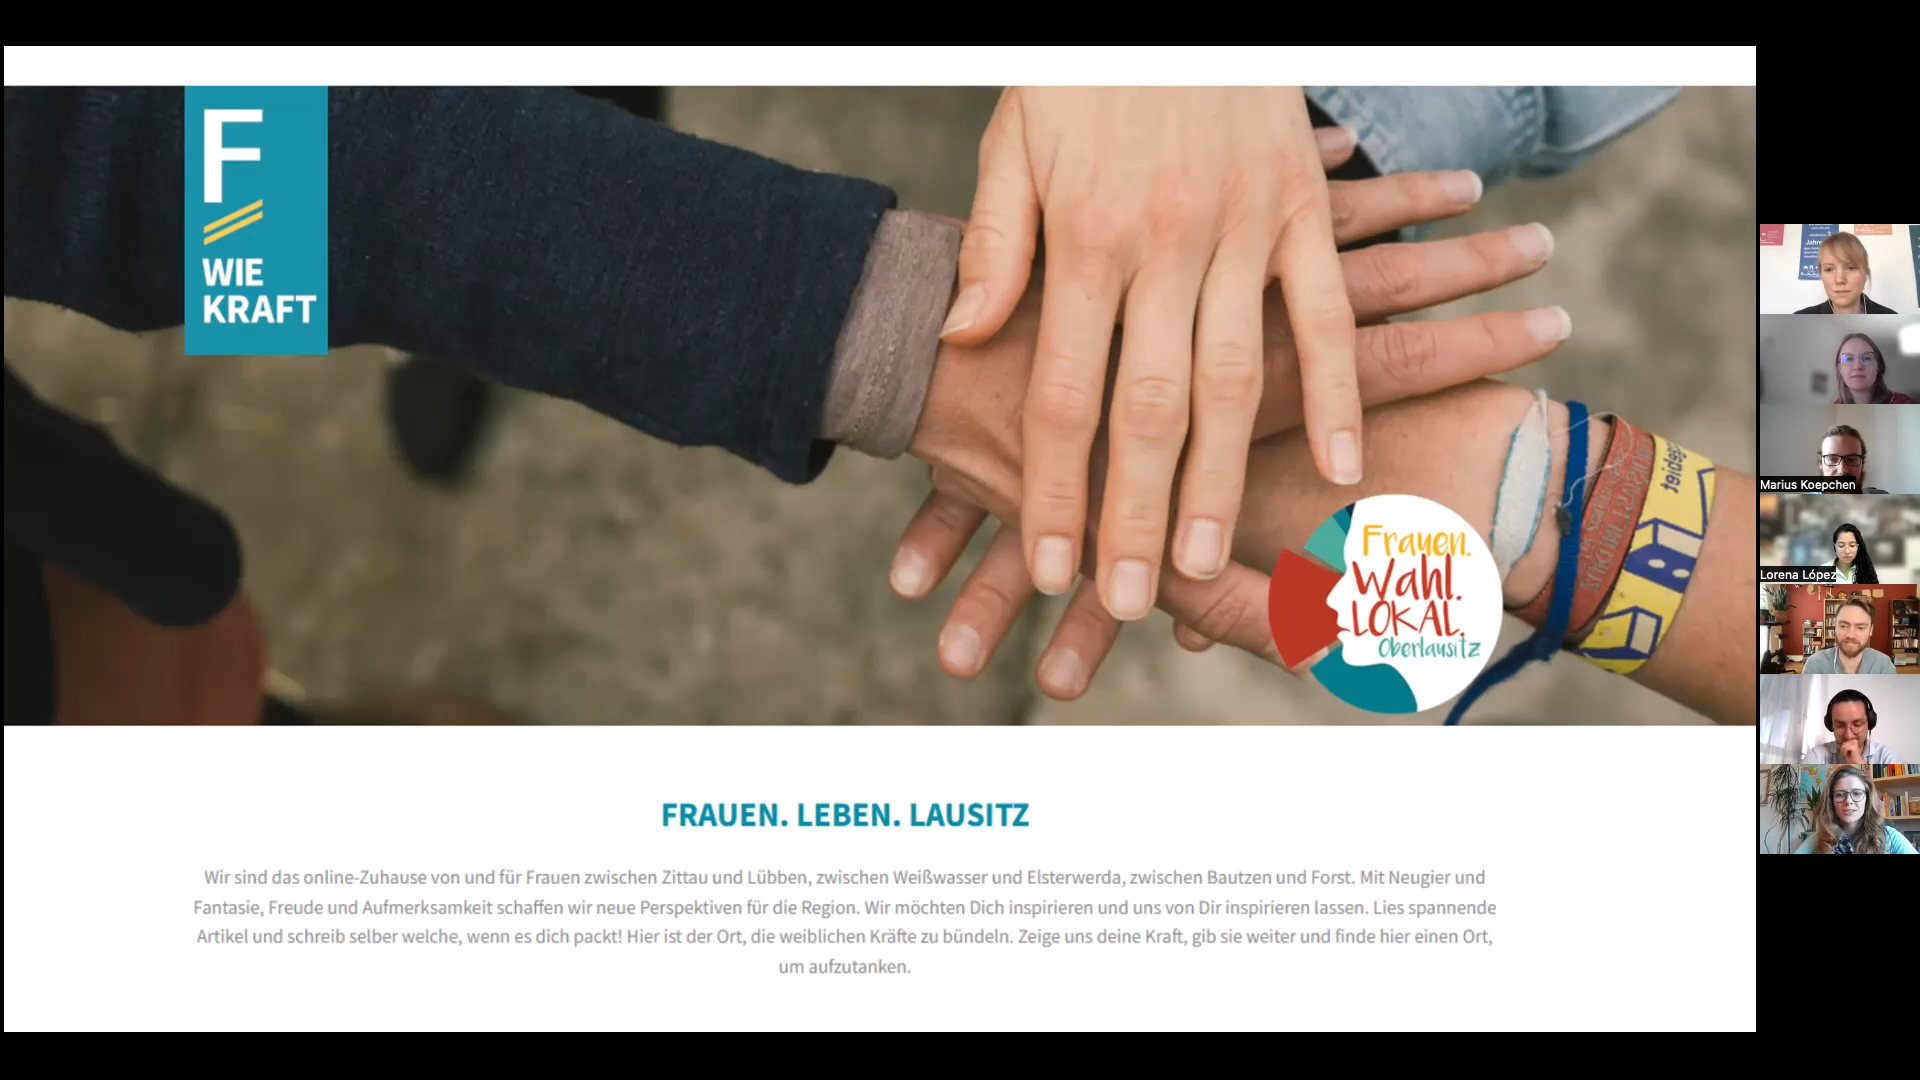 F
WIE
KRAFT
Frauen.
Wahl.
LOKAL.
Oberlausitz
FRAUEN. LEBEN. LAUSITZ
Wir sind das online-Zuhause von und für Frauen zwischen Zittau und Lübben, zwischen Weißwasser und Elsterwerda, zwischen Bautzen und Forst. Mit Neugier und
Fantasie, Freude und Aufmerksamkeit schaffen wir neue Perspektiven für die Region. Wir möchten Dich inspirieren und uns von Dir inspirieren lassen. Lies spannende
Artikel und schreib selber welche, wenn es dich packt! Hier ist der Ort, die weiblichen Kräfte zu bündeln. Zeige uns deine Kraft, gib sie weiter und finde hier einen Ort,
um aufzutanken.
Jahre
Marius Koepchen
Lorena López